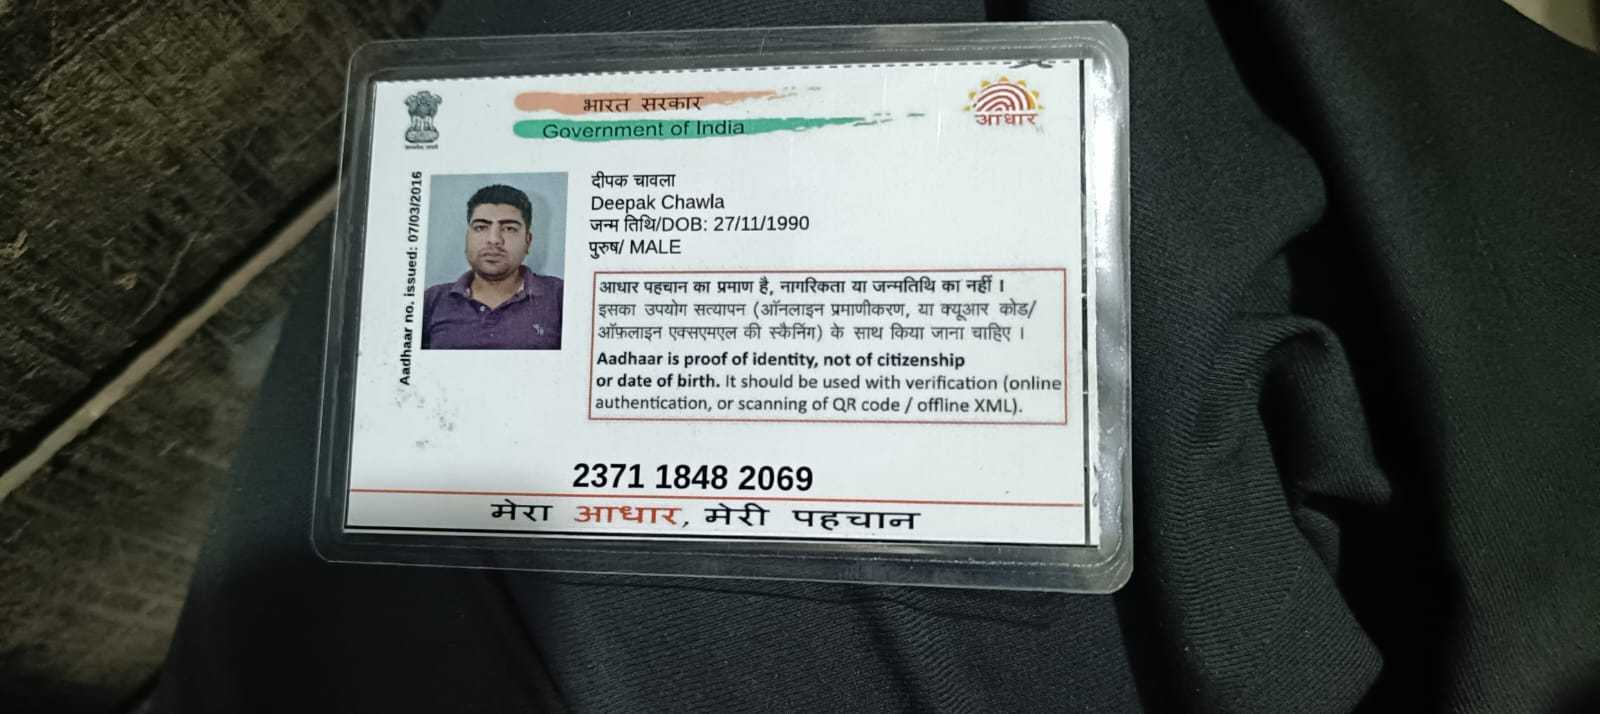 भारत सरकार
Government of India
आधार
Aadhaar no. issued: 07/03/2016
दीपक चावला
Deepak Chawla
जन्म तिथि/DOB: 27/11/1990
पुरुष/ MALE
आधार पहचान का प्रमाण है, नागरिकता या जन्मतिथि का नहीं ।
इसका उपयोग सत्यापन (ऑनलाइन प्रमाणीकरण, या क्यूआर कोड/
ऑफ़लाइन एक्सएमएल की स्कैनिंग) के साथ किया जाना चाहिए ।
Aadhaar is proof of identity, not of citizenship
or date of birth. It should be used with verification (online
authentication, or scanning of QR code / offline XML).
2371 1848 2069
मेरा आधार, मेरी पहचान